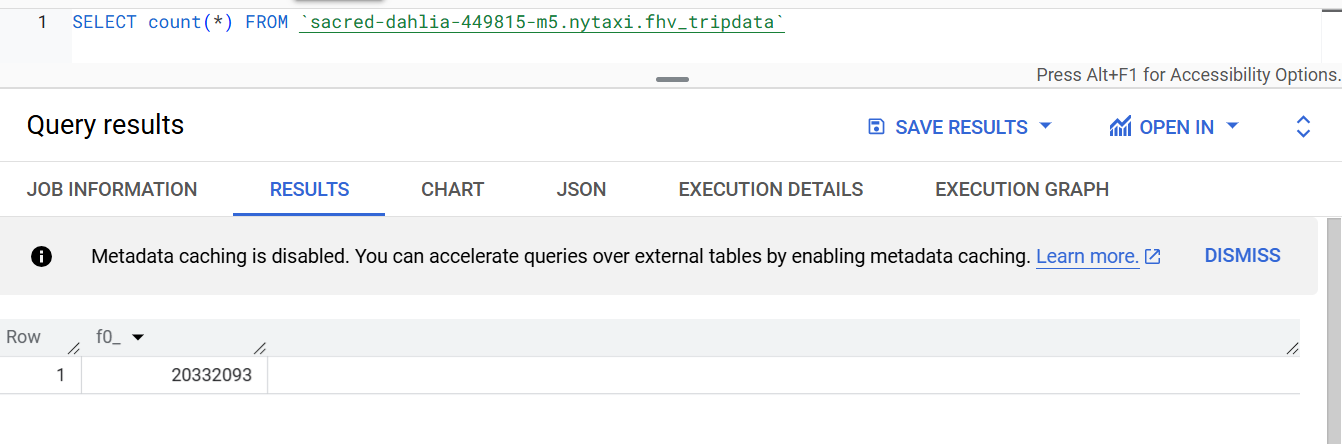 1 SELECT count(*) FROM `sacred-dahlia-449815-m5.nytaxi.fhv_tripdata`
Press Alt+F1 for Accessibility Options.
Query results SAVE RESULTS OPEN IN
JOB INFORMATION RESULTS CHART JSON EXECUTION DETAILS EXECUTION GRAPH
Metadata caching is disabled. You can accelerate queries over external tables by enabling metadata caching. Learn more. DISMISS
Row f0_
1 20332093